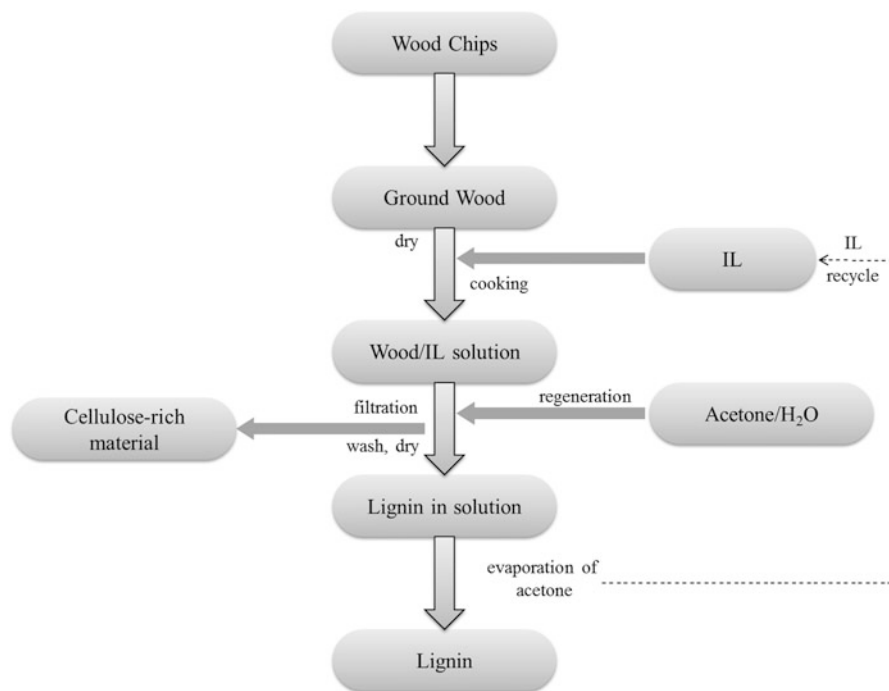 Wood Chips
Ground Wood
dry
cooking
IL
IL
recycle
Wood/IL solution
filtration
wash, dry
regeneration
Acetone/H₂O
Cellulose-rich
material
Lignin in solution
evaporation of
acetone
Lignin